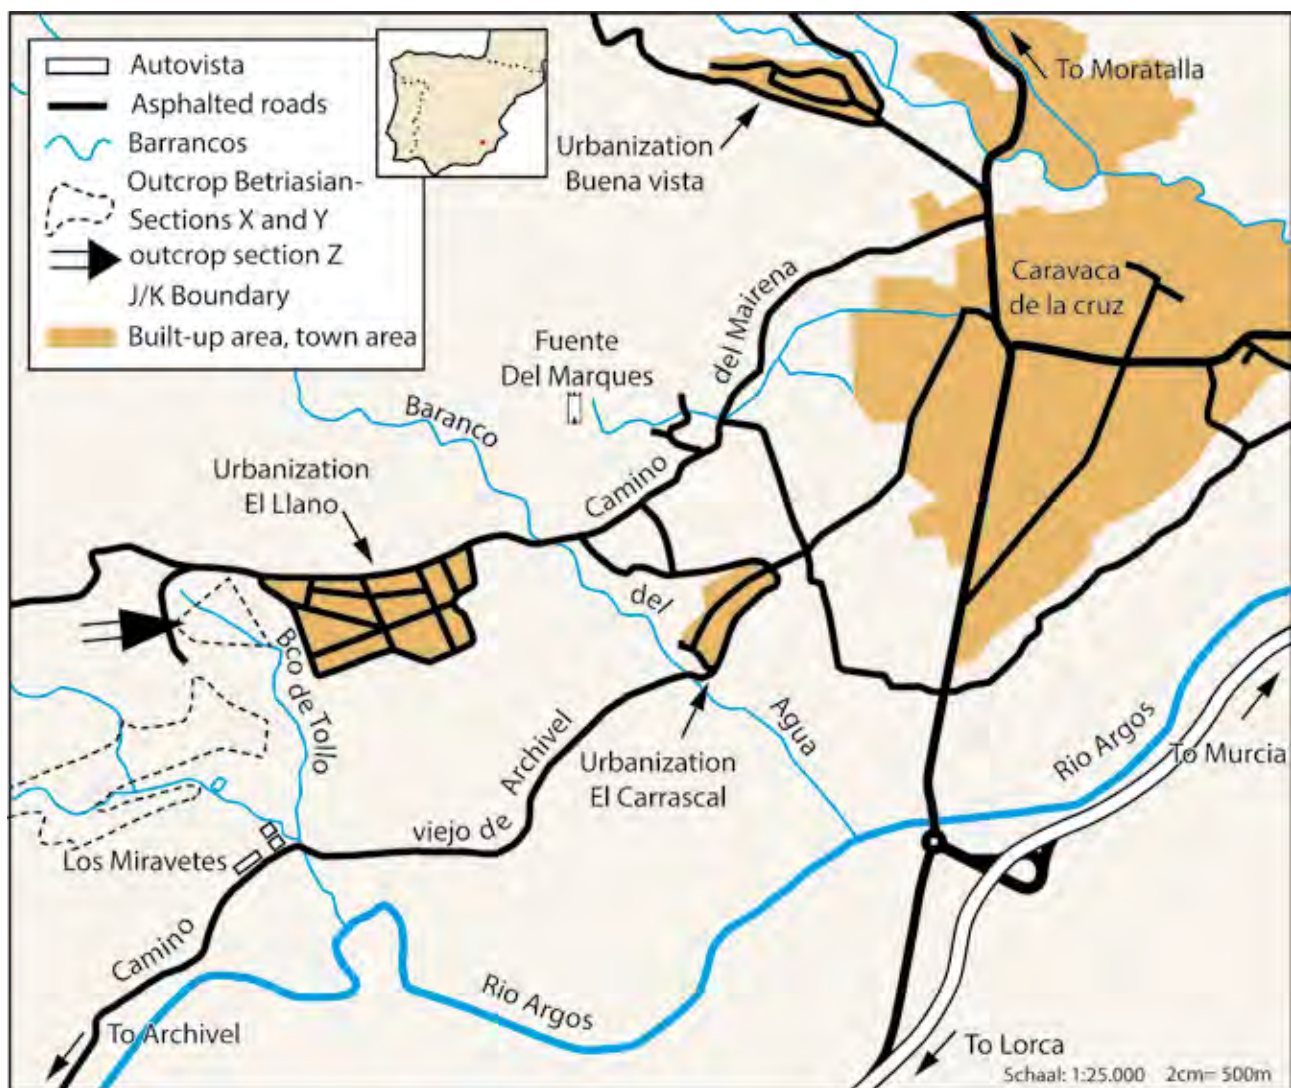 Autovista
Asphalted roads
Barrancos
Outcrop Betriasian-
Sections X and Y
outcrop section Z
J/K Boundary
Built-up area, town area
To Moratalla
Urbanization
Buena vista
Caravaca
de la cruz
del Mairena
Fuente
Del Marques
Baranco
Camino
Urbanization
El Llano
del
Bco de Tollo
Agua
Archivel
viejo de
Urbanization
El Carrascal
Rio Argos
To Murcia
Los Miravetes
Camino
Rio Argos
To Archivel
To Lorca
Schaal: 1:25.000 2cm= 500m